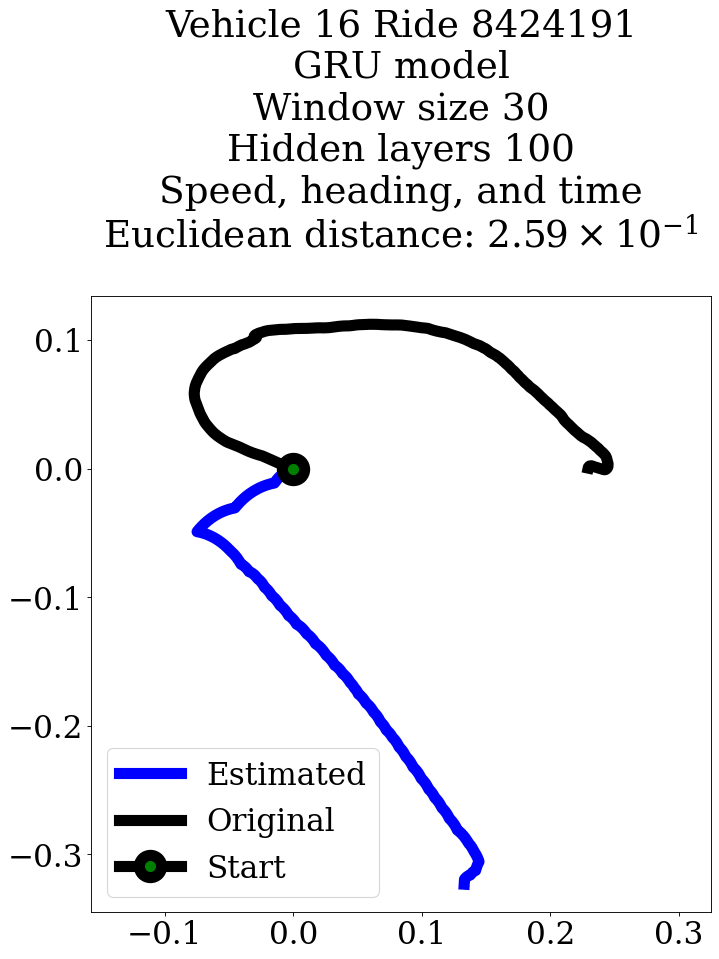 Vehicle 16 Ride 8424191
GRU model
Window size 30
Hidden layers 100
Speed, heading, and time
Euclidean distance: 2.59 × 10⁻¹
0.1
0.0
−0.1
−0.2
−0.3
Estimated
Original
Start
−0.1 0.0 0.1 0.2 0.3